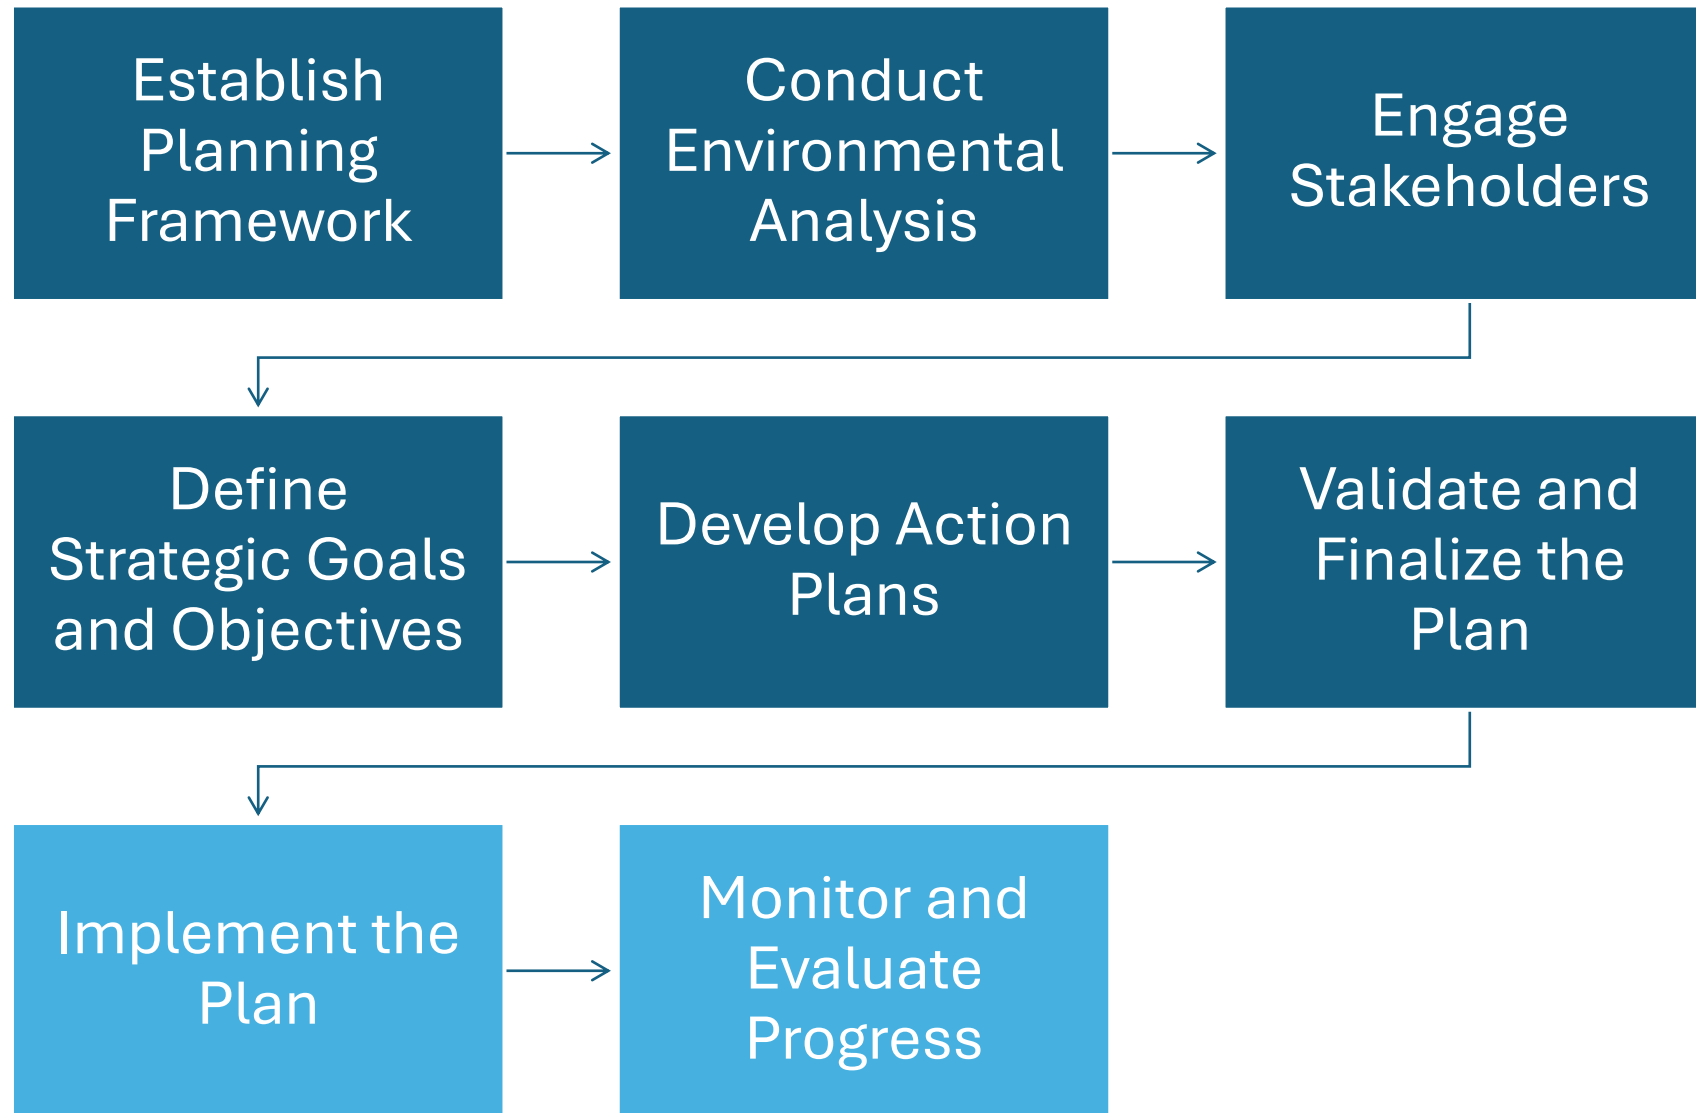 Establish
Planning
Framework
Conduct
Environmental
Analysis
Engage
Stakeholders
Define
Strategic Goals
and Objectives
Develop Action
Plans
Validate and
Finalize the
Plan
Implement the
Plan
Monitor and
Evaluate
Progress